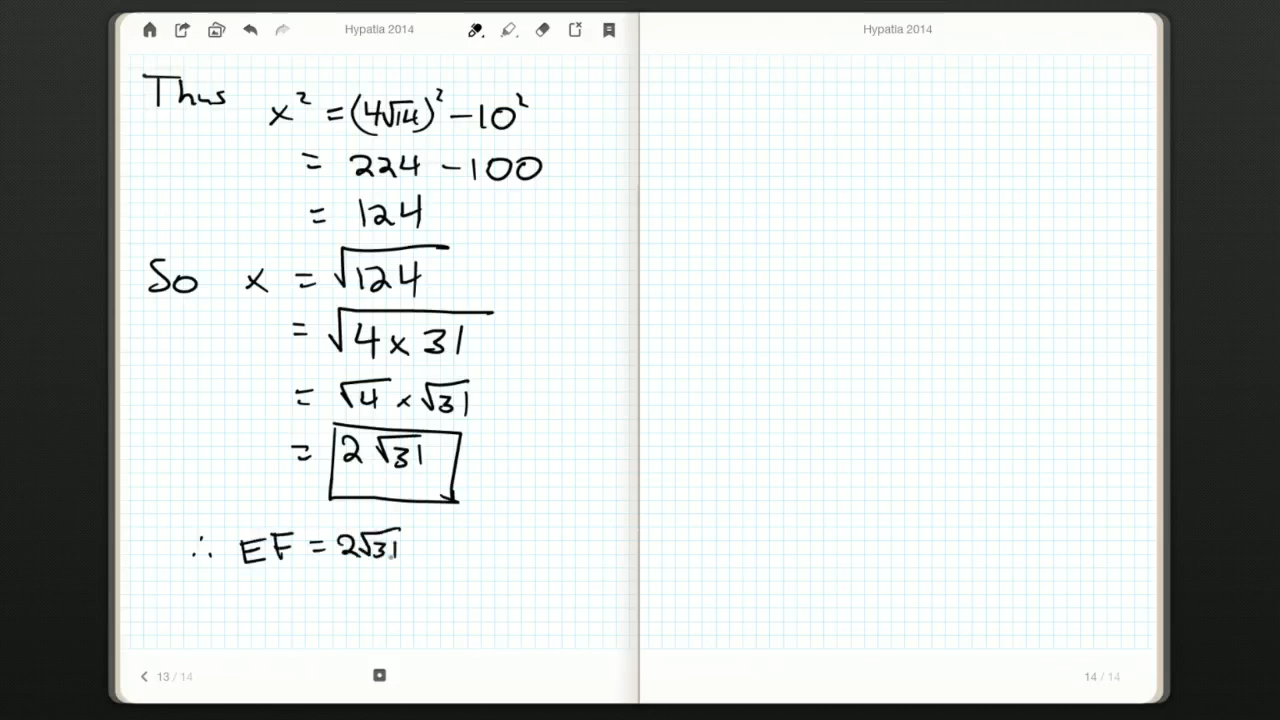 Hypatia 2014
Hypatia 2014
Thus x² = (4√14)² − 10²
= 224 − 100
= 124
So x = √124
= √4 × 31
= √4 × √31
= 2√31
∴ EF = 2√31
13 / 14
14 / 14